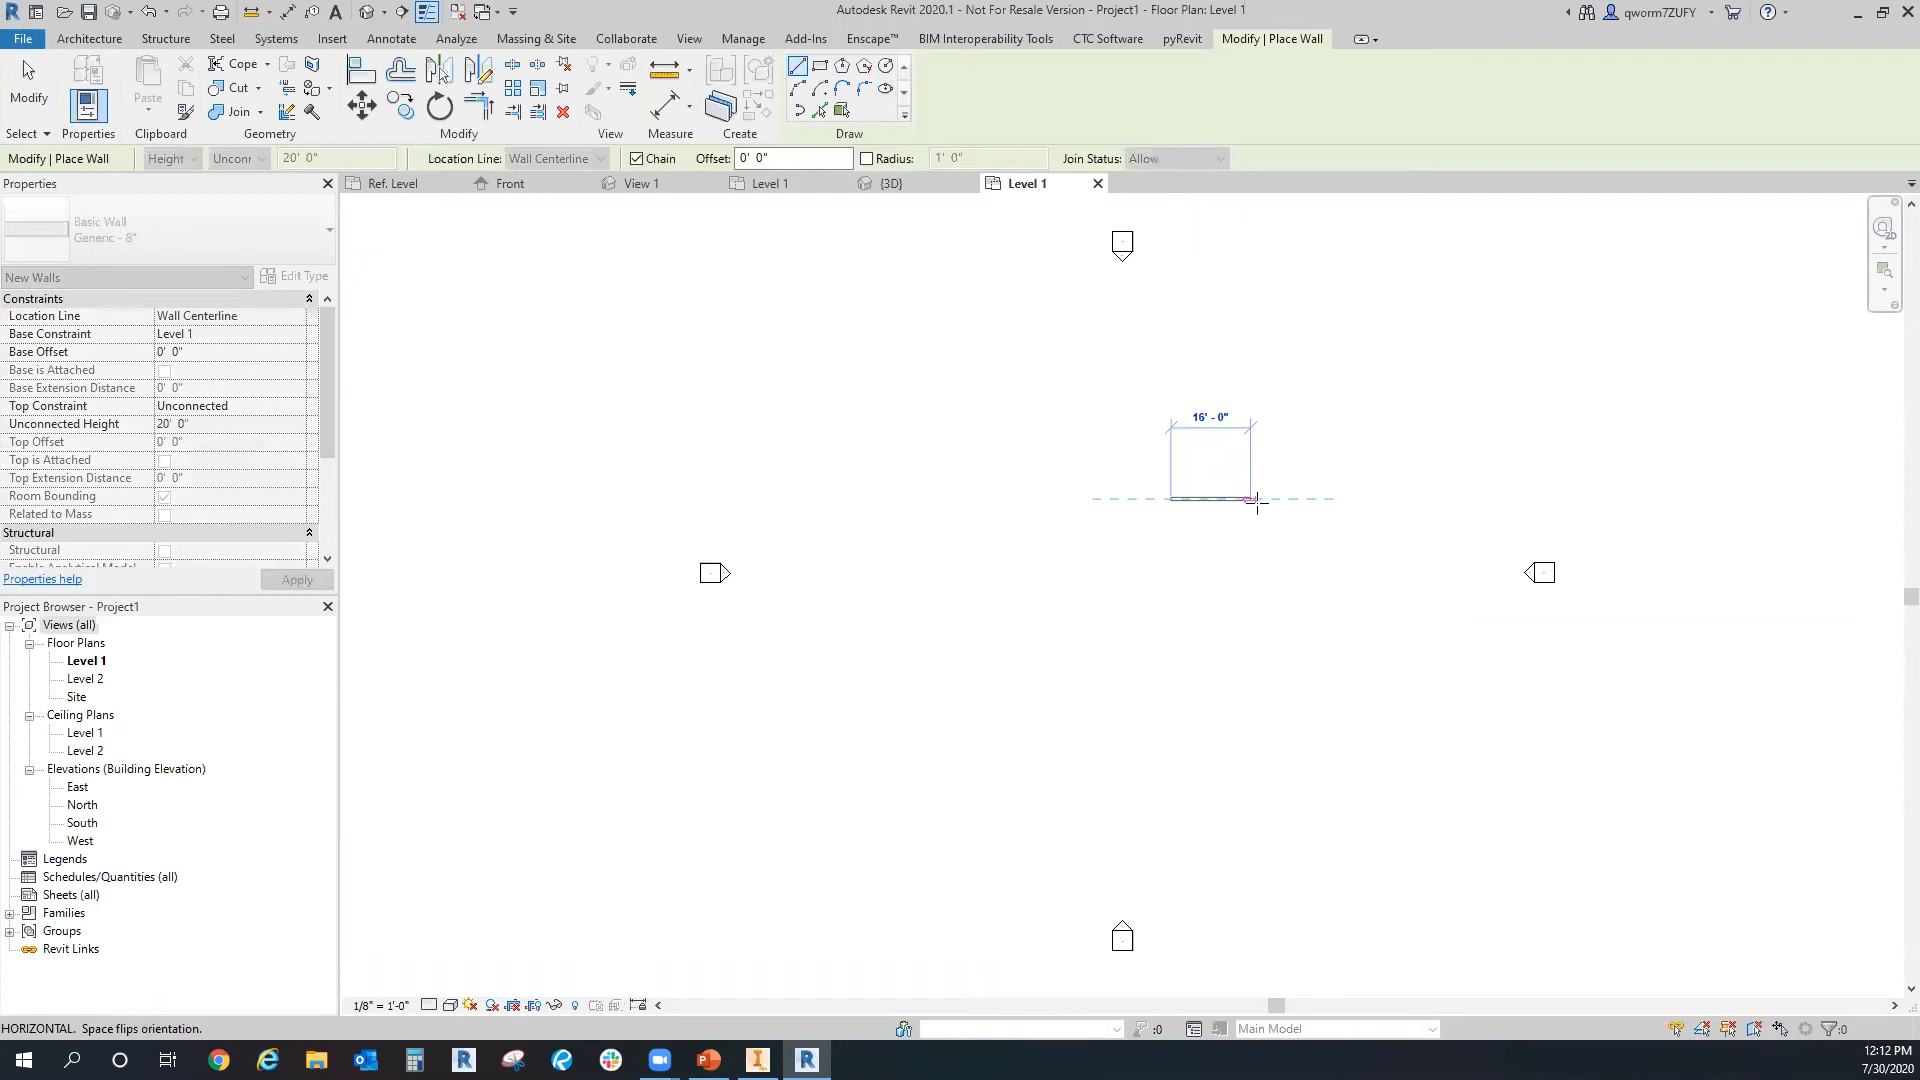 Autodesk Revit 2020.1 - Not For Resale Version - Project1 - Floor Plan: Level 1
qworm7ZUFY
File Architecture Structure Steel Systems Insert Annotate Analyze Massing & Site Collaborate View Manage Add-Ins Enscape™ BIM Interoperability Tools CTC Software pyRevit Modify | Place Wall
Cope
Modify Paste Cut
Join
Select Properties Clipboard Geometry Modify View Measure Create Draw
Modify | Place Wall Height Unconr 20' 0" Location Line: Wall Centerline Chain Offset: 0' 0" Radius: 1' 0" Join Status: Allow
Properties Ref. Level Front View 1 Level 1 {3D} Level 1
Basic Wall
Generic - 8"
New Walls Edit Type
Constraints
Location Line Wall Centerline
Base Constraint Level 1
Base Offset 0' 0"
Base is Attached
Base Extension Distance 0' 0"
Top Constraint Unconnected
Unconnected Height 20' 0"
Top Offset 0' 0"
Top is Attached
Top Extension Distance 0' 0"
Room Bounding
Related to Mass
Structural
Structural
Properties help Apply
16' - 0"
2D
Project Browser - Project1
Views (all)
Floor Plans
Level 1
Level 2
Site
Ceiling Plans
Level 1
Level 2
Elevations (Building Elevation)
East
North
South
West
Legends
Schedules/Quantities (all)
Sheets (all)
Families
Groups
Revit Links
1/8" = 1'-0"
HORIZONTAL. Space flips orientation. :0 Main Model :0
12:12 PM
7/30/2020